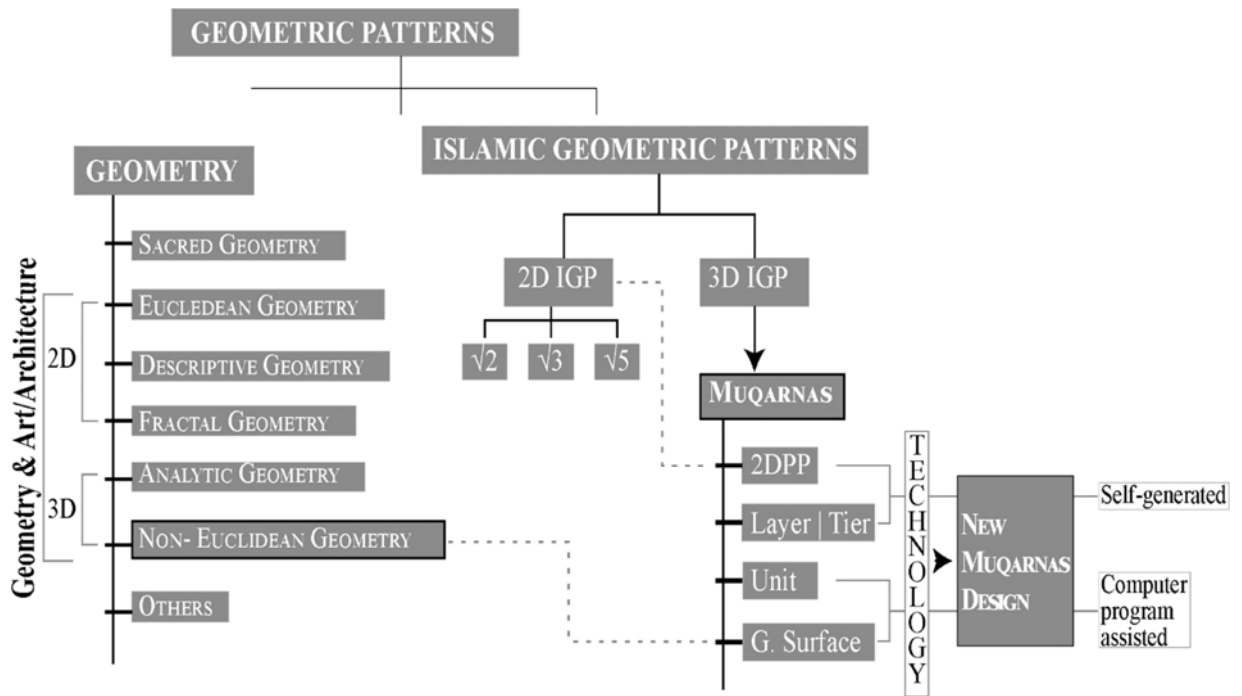 GEOMETRIC PATTERNS
GEOMETRY
SACRED GEOMETRY
EUCLEDEAN GEOMETRY
DESCRIPTIVE GEOMETRY
FRACTAL GEOMETRY
ANALYTIC GEOMETRY
NON- EUCLIDEAN GEOMETRY
OTHERS
2D
3D
Geometry & Art/Architecture
ISLAMIC GEOMETRIC PATTERNS
2D IGP
3D IGP
√2
√3
√5
MUQARNAS
2DPP
Layer | Tier
Unit
G. Surface
TECHNOLOGY
NEW
MUQARNAS
DESIGN
Self-generated
Computer
program
assisted